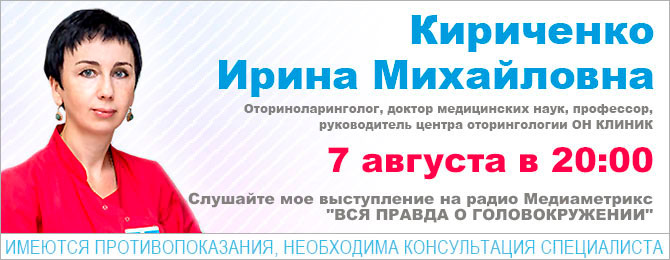 Кириченко
Ирина Михайловна
Оториноларинголог, доктор медицинских наук, профессор,
руководитель центра оторингологии ОН КЛИНИК
7 августа в 20:00
Слушайте мое выступление на радио Медиаметрикс
"ВСЯ ПРАВДА О ГОЛОВОКРУЖЕНИИ"
ИМЕЮТСЯ ПРОТИВОПОКАЗАНИЯ, НЕОБХОДИМА КОНСУЛЬТАЦИЯ СПЕЦИАЛИСТА